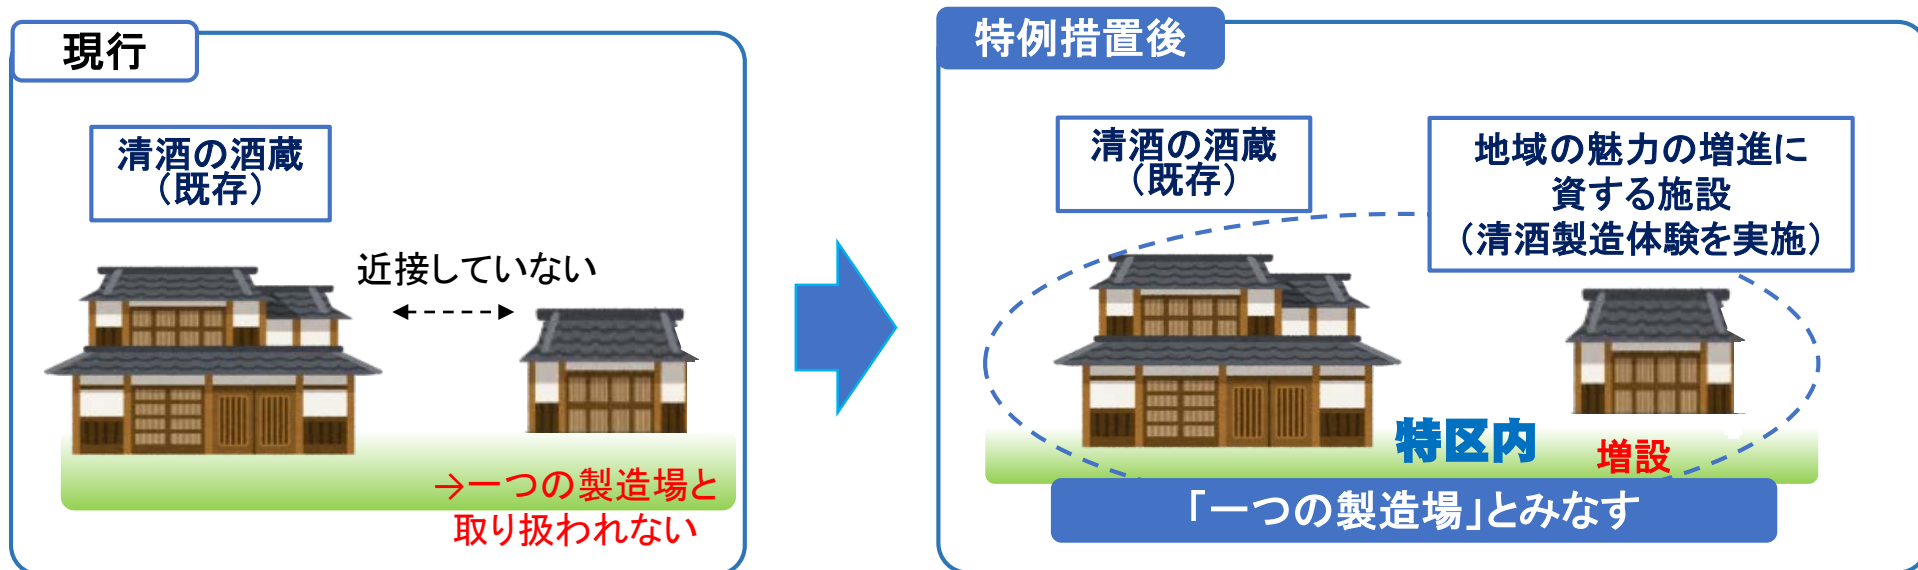 現行
清酒の酒蔵
（既存）
近接していない
→一つの製造場と
取り扱われない
特例措置後
清酒の酒蔵
（既存）
地域の魅力の増進に
資する施設
（清酒製造体験を実施）
特区内
増設
「一つの製造場」とみなす